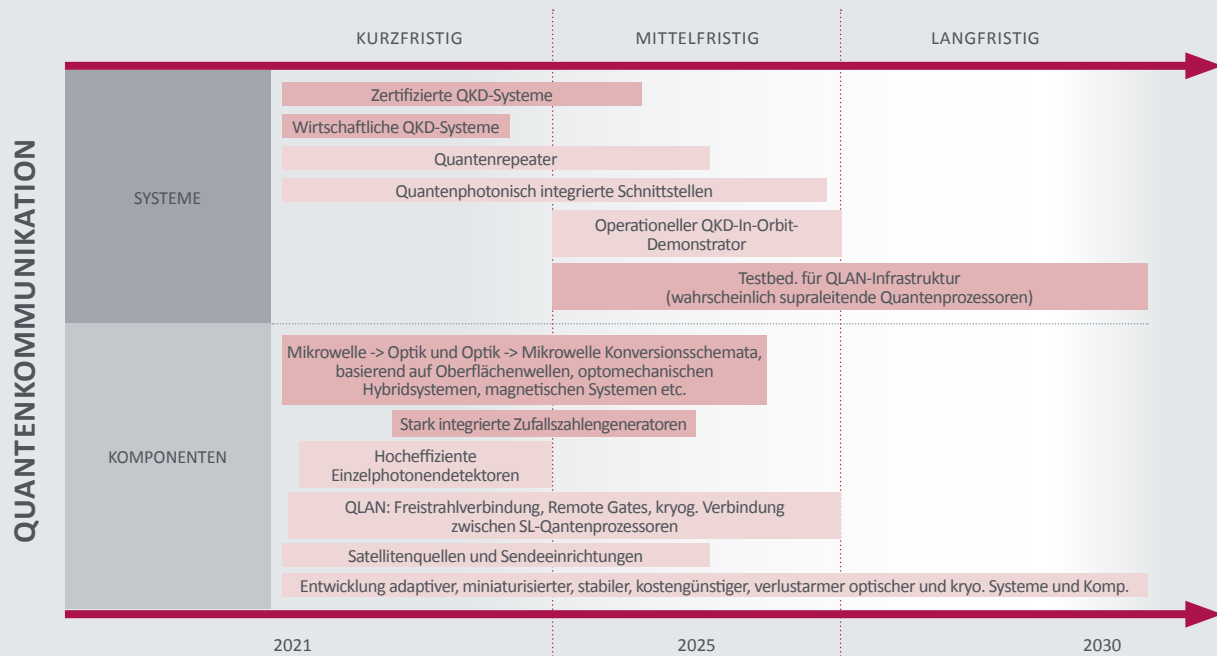 QUANTENKOMMUNIKATION
KURZFRISTIG
MITTELFRISTIG
LANGFRISTIG
SYSTEME
Zertifizierte QKD-Systeme
Wirtschaftliche QKD-Systeme
Quantenrepeater
Quantenphotonisch integrierte Schnittstellen
Operationeller QKD-In-Orbit-
Demonstrator
Testbed. für QLAN-Infrastruktur
(wahrscheinlich supraleitende Quantenprozessoren)
KOMPONENTEN
Mikrowelle -> Optik und Optik -> Mikrowelle Konversionsschemata,
basierend auf Oberflächenwellen, optomechanischen
Hybridsystemen, magnetischen Systemen etc.
Stark integrierte Zufallszahlengeneratoren
Hocheffiziente
Einzelphotonendetektoren
QLAN: Freistrahlverbindung, Remote Gates, kryog. Verbindung
zwischen SL-Qantenprozessoren
Satellitenquellen und Sendeeinrichtungen
Entwicklung adaptiver, miniaturisierter, stabiler, kostengünstiger, verlustarmer optischer und kryo. Systeme und Komp.
2021
2025
2030